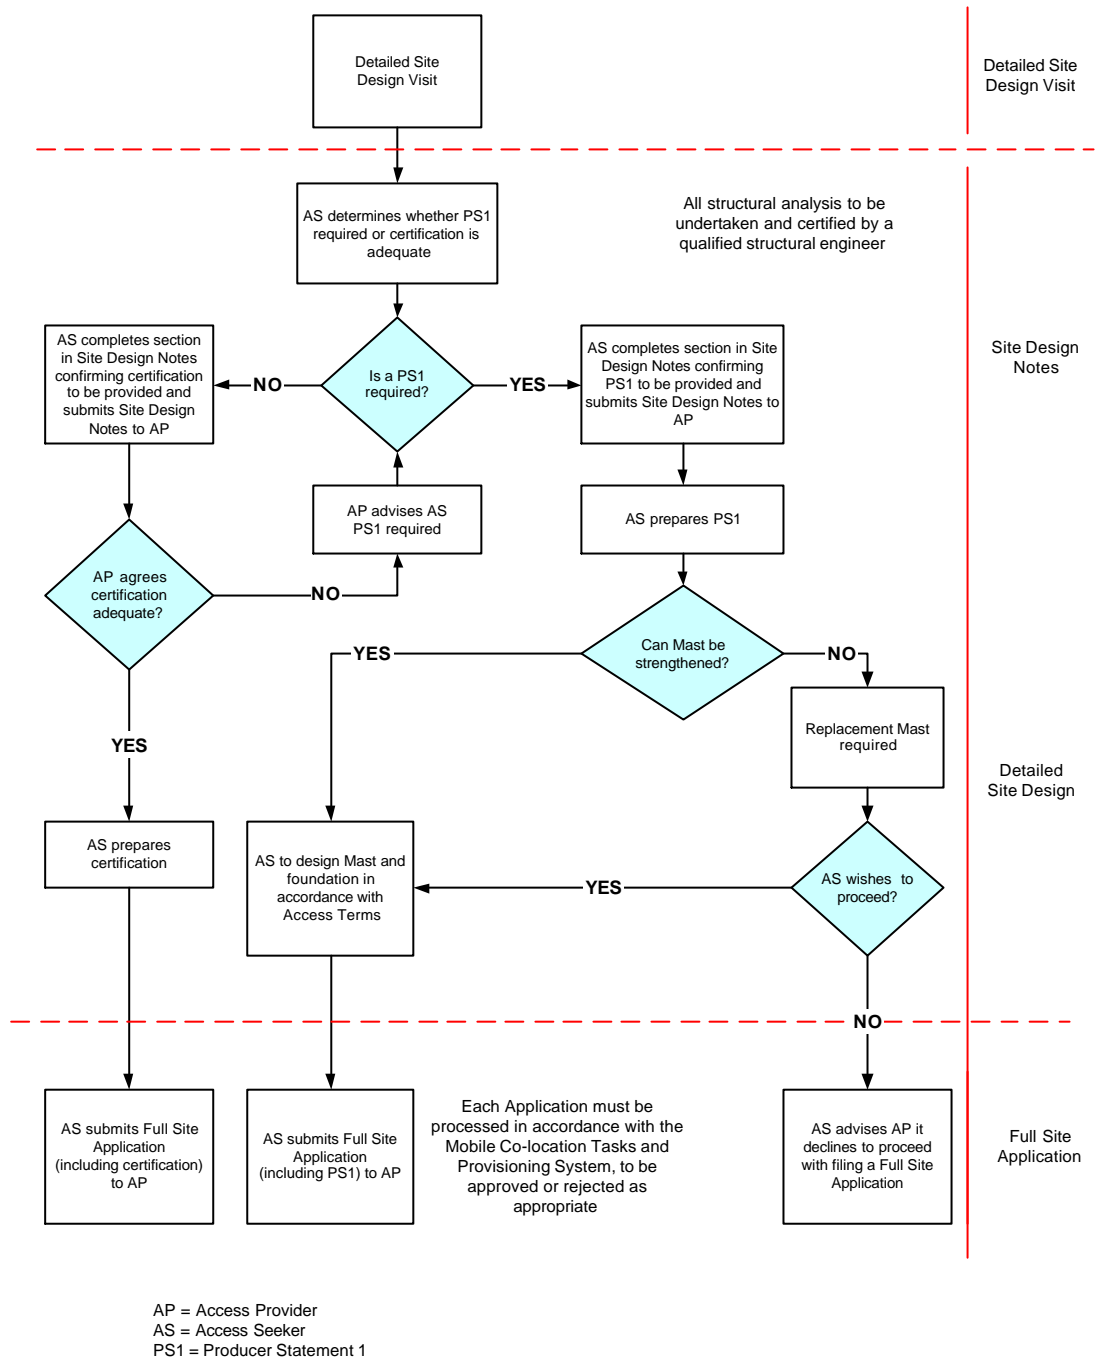 Detailed Site
Design Visit
Detailed Site
Design Visit
AS determines whether PS1
required or certification is
adequate
All structural analysis to be
undertaken and certified by a
qualified structural engineer
AS completes section
in Site Design Notes
confirming certification
to be provided and
submits Site Design
Notes to AP
NO
Is a PS1
required?
YES
AS completes section in Site
Design Notes confirming
PS1 to be provided and
submits Site Design Notes to
AP
Site Design
Notes
AP advises AS
PS1 required
AS prepares PS1
AP agrees
certification
adequate?
NO
YES
Can Mast be
strengthened?
NO
YES
Replacement Mast
required
Detailed
Site Design
AS prepares
certification
AS to design Mast and
foundation in
accordance with
Access Terms
YES
AS wishes to
proceed?
NO
AS submits Full Site
Application
(including certification)
to AP
AS submits Full Site
Application
(including PS1) to AP
Each Application must be
processed in accordance with the
Mobile Co-location Tasks and
Provisioning System, to be
approved or rejected as
appropriate
AS advises AP it
declines to proceed
with filing a Full Site
Application
Full Site
Application
AP = Access Provider
AS = Access Seeker
PS1 = Producer Statement 1